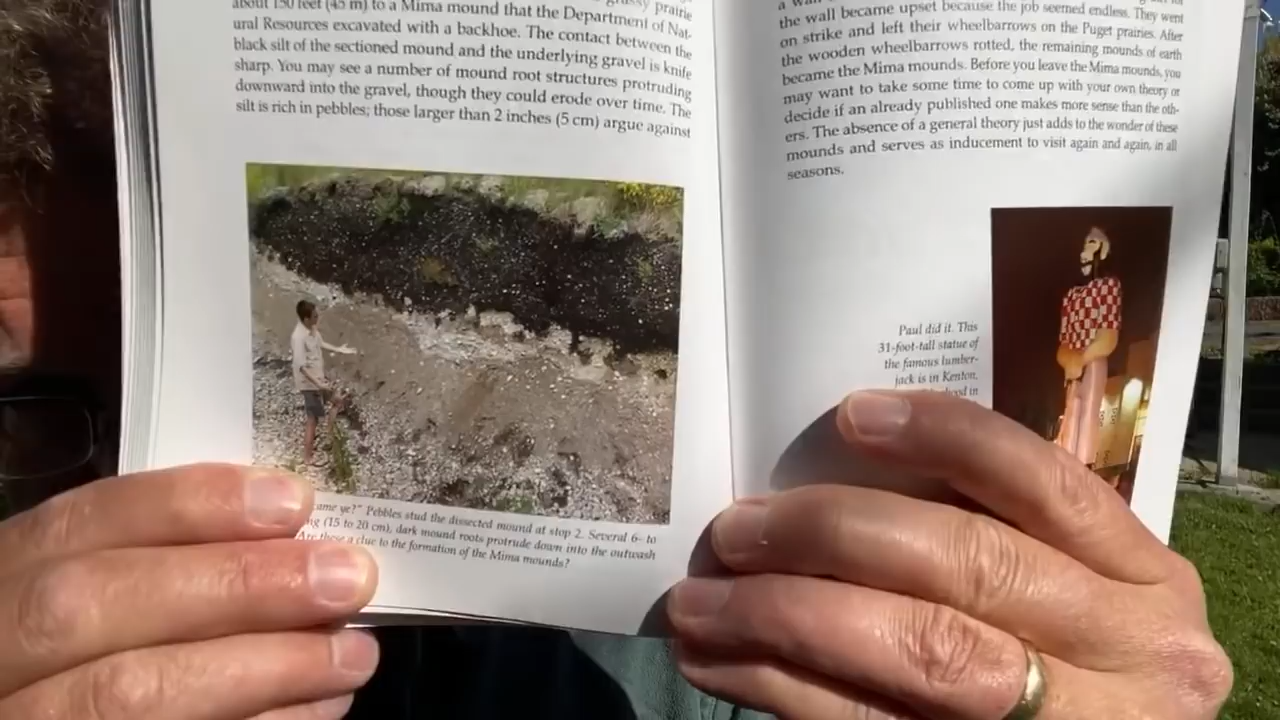 about 150 feet (45 m) to a Mima mound that the Department of Nat-
ural Resources excavated with a backhoe. The contact between the
black silt of the sectioned mound and the underlying gravel is knife
sharp. You may see a number of mound root structures protruding
downward into the gravel, though they could erode over time. The
silt is rich in pebbles; those larger than 2 inches (5 cm) argue against
came ye?" Pebbles stud the dissected mound at stop 2. Several 6- to
(15 to 20 cm), dark mound roots protrude down into the outwash
Are these a clue to the formation of the Mima mounds?
the wall became upset because the job seemed endless. They went
on strike and left their wheelbarrows on the Puget prairies. After
the wooden wheelbarrows rotted, the remaining mounds of earth
became the Mima mounds. Before you leave the Mima mounds, you
may want to take some time to come up with your own theory or
decide if an already published one makes more sense than the oth-
ers. The absence of a general theory just adds to the wonder of these
mounds and serves as inducement to visit again and again, in all
seasons.
Paul did it. This
31-foot-tall statue of
the famous lumber-
jack is in Kenton,